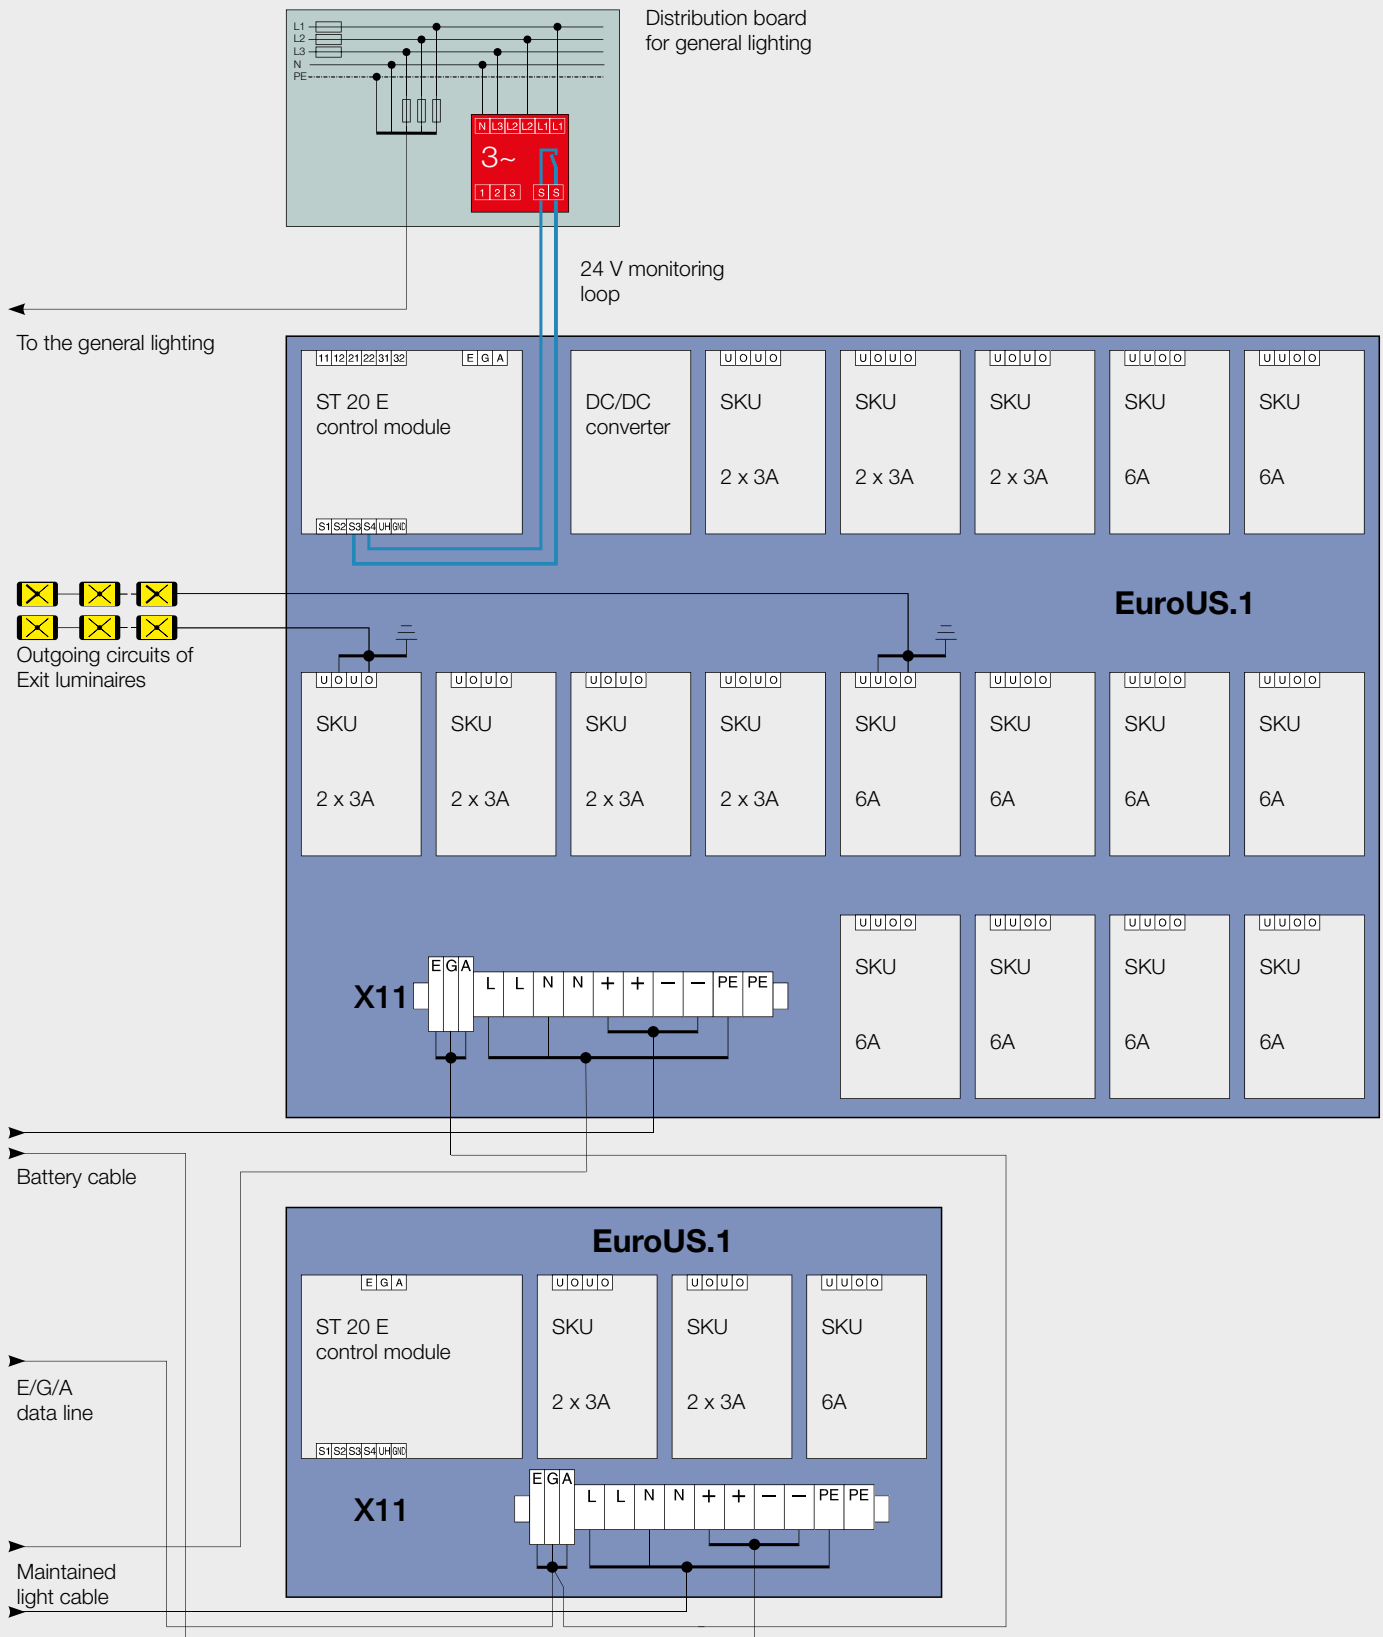 Distribution board
for general lighting
L1
L2
L3
N
PE
N L3 L2 L2 L1 L1
3~
1 2 3 S S
24 V monitoring
loop
To the general lighting
11 12 21 22 31 32 E G A
ST 20 E
control module
S1 S2 S3 S4 UH GND
DC/DC
converter
U O U O
SKU
2 x 3A
U O U O
SKU
2 x 3A
U O U O
SKU
2 x 3A
U U O O
SKU
6A
U U O O
SKU
6A
EuroUS.1
Outgoing circuits of
Exit luminaires
U O U O
SKU
2 x 3A
U O U O
SKU
2 x 3A
U O U O
SKU
2 x 3A
U O U O
SKU
2 x 3A
U U O O
SKU
6A
U U O O
SKU
6A
U U O O
SKU
6A
U U O O
SKU
6A
X11
E G A L L N N + + − − PE PE
U U O O
SKU
6A
U U O O
SKU
6A
U U O O
SKU
6A
U U O O
SKU
6A
Battery cable
EuroUS.1
E G A
ST 20 E
control module
S1 S2 S3 S4 UH GND
U O U O
SKU
2 x 3A
U O U O
SKU
2 x 3A
U U O O
SKU
6A
E/G/A
data line
X11
E G A L L N N + + − − PE PE
Maintained
light cable